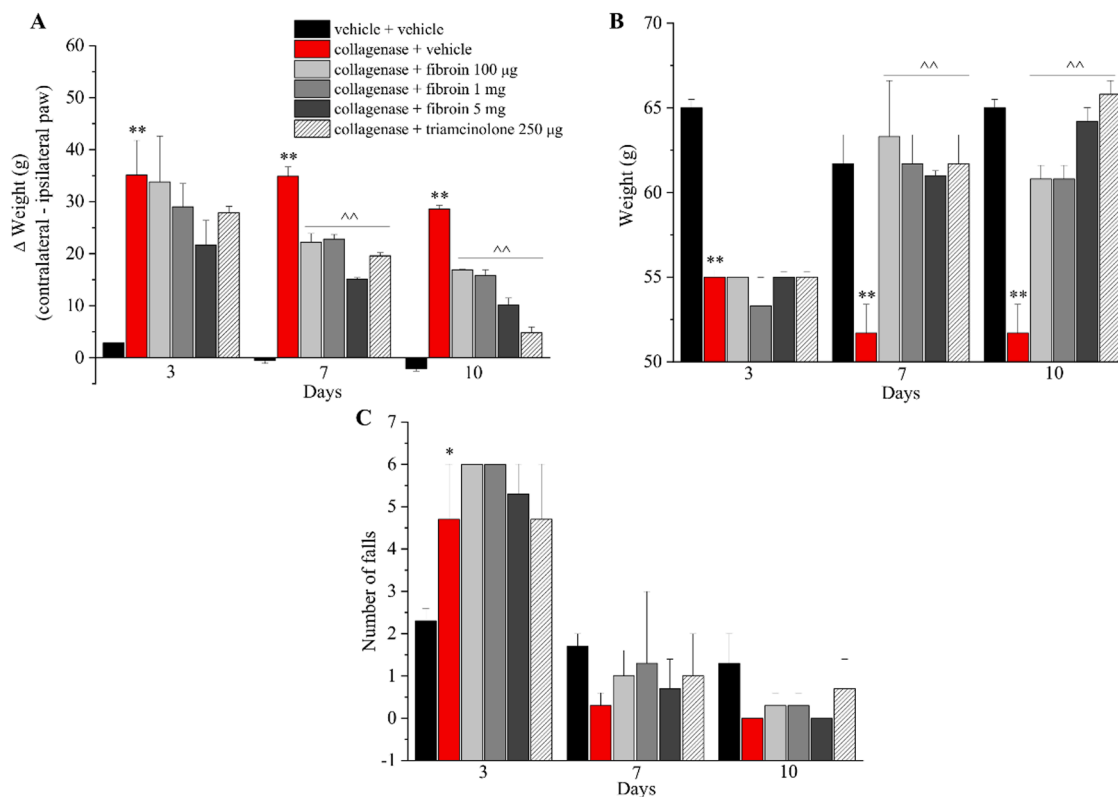 A
vehicle + vehicle
collagenase + vehicle
collagenase + fibroin 100 µg
collagenase + fibroin 1 mg
collagenase + fibroin 5 mg
collagenase + triamcinolone 250 µg
Δ Weight (g)
(contralateral - ipsilateral paw)
60
50
40
30
20
10
0
**
**
^^
**
^^
3 7 10
Days
B
Weight (g)
70
65
60
55
50
**
**
^^
**
^^
3 7 10
Days
C
Number of falls
7
6
5
4
3
2
1
0
-1
*
3 7 10
Days